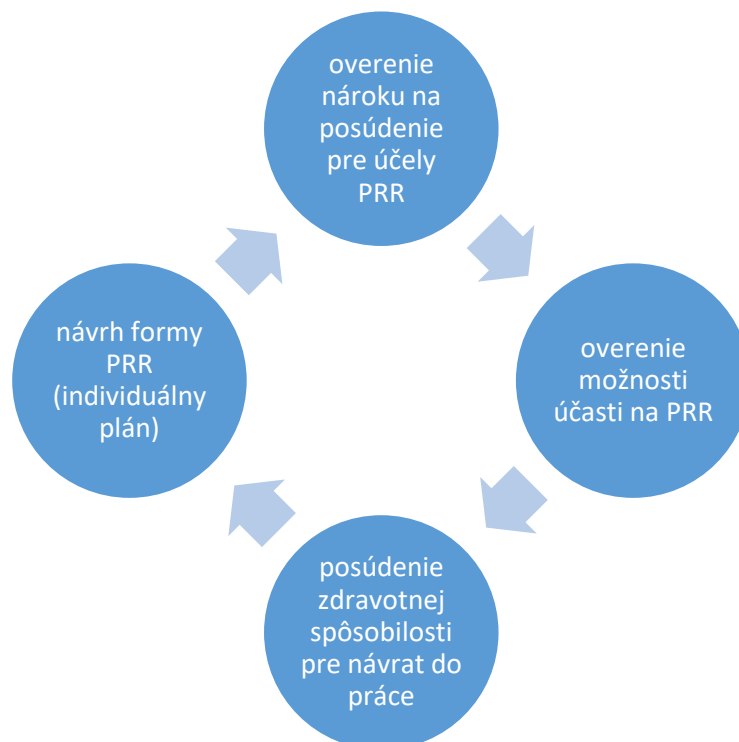 overenie
nároku na
posúdenie
pre účely
PRR
overenie
možnosti
účasti na PRR
posúdenie
zdravotnej
spôsobilosti
pre návrat do
práce
návrh formy
PRR
(individuálny
plán)